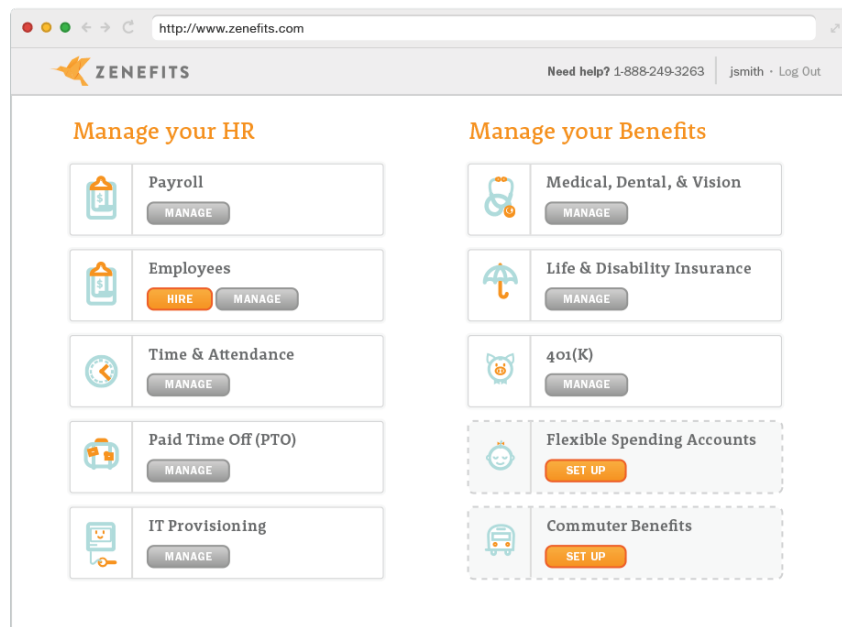 http://www.zenefits.com
ZENEFITS
Need help? 1-888-249-3263
jsmith · Log Out
Manage your HR
Payroll
MANAGE
Employees
HIRE MANAGE
Time & Attendance
MANAGE
Paid Time Off (PTO)
MANAGE
IT Provisioning
MANAGE
Manage your Benefits
Medical, Dental, & Vision
MANAGE
Life & Disability Insurance
MANAGE
401(K)
MANAGE
Flexible Spending Accounts
SET UP
Commuter Benefits
SET UP